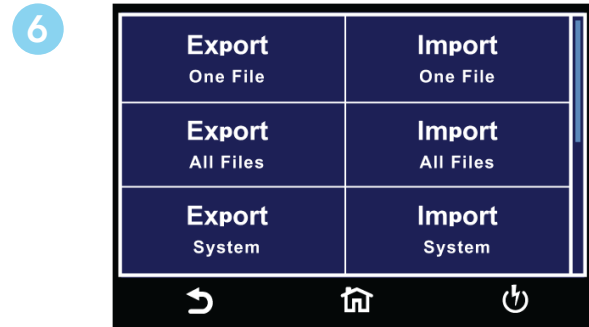 6
Export Import
One File One File
Export Import
All Files All Files
Export Import
System System